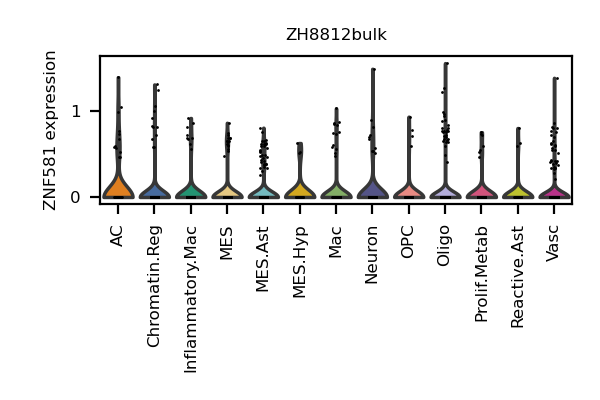 ZH8812bulk
ZNF581 expression
1
0
AC
Chromatin.Reg
Inflammatory.Mac
MES
MES.Ast
MES.Hyp
Mac
Neuron
OPC
Oligo
Prolif.Metab
Reactive.Ast
Vasc